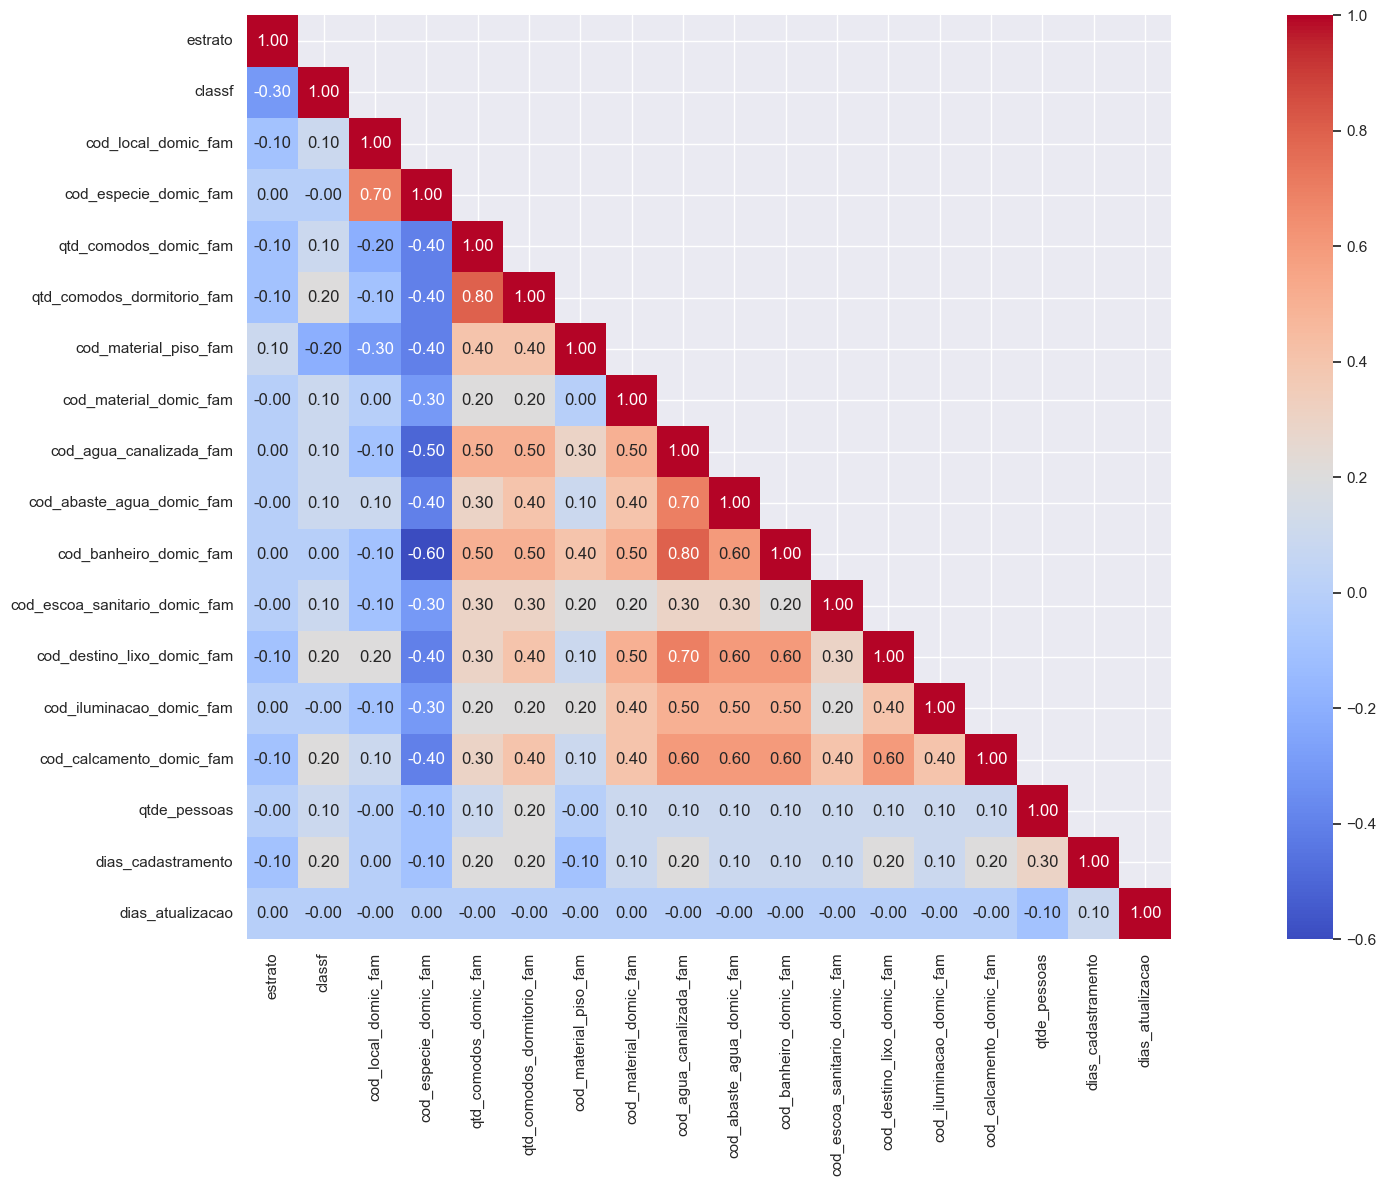 estrato 1.00
classf -0.30 1.00
cod_local_domic_fam -0.10 0.10 1.00
cod_especie_domic_fam 0.00 -0.00 0.70 1.00
qtd_comodos_domic_fam -0.10 0.10 -0.20 -0.40 1.00
qtd_comodos_dormitorio_fam -0.10 0.20 -0.10 -0.40 0.80 1.00
cod_material_piso_fam 0.10 -0.20 -0.30 -0.40 0.40 0.40 1.00
cod_material_domic_fam -0.00 0.10 0.00 -0.30 0.20 0.20 0.00 1.00
cod_agua_canalizada_fam 0.00 0.10 -0.10 -0.50 0.50 0.50 0.30 0.50 1.00
cod_abaste_agua_domic_fam -0.00 0.10 0.10 -0.40 0.30 0.40 0.10 0.40 0.70 1.00
cod_banheiro_domic_fam 0.00 0.00 -0.10 -0.60 0.50 0.50 0.40 0.50 0.80 0.60 1.00
cod_escoa_sanitario_domic_fam -0.00 0.10 -0.10 -0.30 0.30 0.30 0.20 0.20 0.30 0.30 0.20 1.00
cod_destino_lixo_domic_fam -0.10 0.20 0.20 -0.40 0.30 0.40 0.10 0.50 0.70 0.60 0.60 0.30 1.00
cod_iluminacao_domic_fam 0.00 -0.00 -0.10 -0.30 0.20 0.20 0.20 0.40 0.50 0.50 0.50 0.20 0.40 1.00
cod_calcamento_domic_fam -0.10 0.20 0.10 -0.40 0.30 0.40 0.10 0.40 0.60 0.60 0.60 0.40 0.60 0.40 1.00
qtde_pessoas -0.00 0.10 -0.00 -0.10 0.10 0.20 -0.00 0.10 0.10 0.10 0.10 0.10 0.10 0.10 0.10 1.00
dias_cadastramento -0.10 0.20 0.00 -0.10 0.20 0.20 -0.10 0.10 0.20 0.10 0.10 0.10 0.20 0.10 0.20 0.30 1.00
dias_atualizacao 0.00 -0.00 -0.00 0.00 -0.00 -0.00 -0.00 0.00 -0.00 -0.00 -0.00 -0.00 -0.00 -0.00 -0.00 -0.10 0.10 1.00
estrato
classf
cod_local_domic_fam
cod_especie_domic_fam
qtd_comodos_domic_fam
qtd_comodos_dormitorio_fam
cod_material_piso_fam
cod_material_domic_fam
cod_agua_canalizada_fam
cod_abaste_agua_domic_fam
cod_banheiro_domic_fam
cod_escoa_sanitario_domic_fam
cod_destino_lixo_domic_fam
cod_iluminacao_domic_fam
cod_calcamento_domic_fam
qtde_pessoas
dias_cadastramento
dias_atualizacao
1.0
0.8
0.6
0.4
0.2
0.0
−0.2
−0.4
−0.6